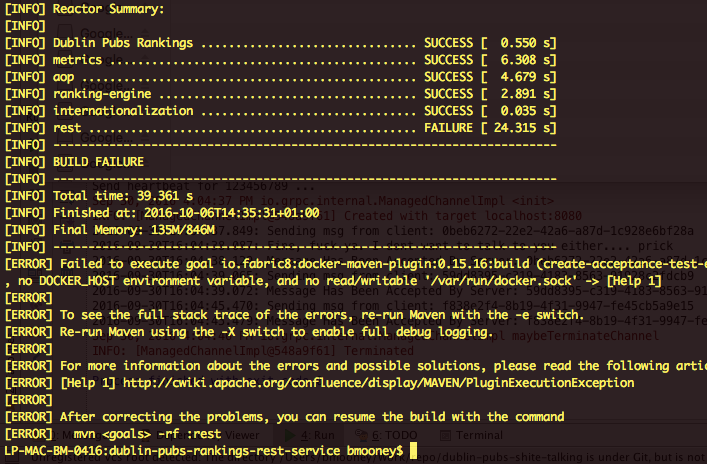 [INFO] Reactor Summary:
[INFO]
[INFO] Dublin Pubs Rankings ............................... SUCCESS [  0.550 s]
[INFO] metrics ............................................ SUCCESS [  6.308 s]
[INFO] aop ................................................ SUCCESS [  4.679 s]
[INFO] ranking-engine ..................................... SUCCESS [  2.891 s]
[INFO] internationalization ............................... SUCCESS [  0.035 s]
[INFO] rest ............................................... FAILURE [ 24.315 s]
[INFO] ------------------------------------------------------------------------
[INFO] BUILD FAILURE
[INFO] ------------------------------------------------------------------------
[INFO] Total time: 39.361 s
[INFO] Finished at: 2016-10-06T14:35:31+01:00
[INFO] Final Memory: 135M/846M
[INFO] ------------------------------------------------------------------------
[ERROR] Failed to execute goal io.fabric8:docker-maven-plugin:0.15.16:build (create-acceptance-test-e
, no DOCKER_HOST environment variable, and no read/writable '/var/run/docker.sock' -> [Help 1]
[ERROR]
[ERROR] To see the full stack trace of the errors, re-run Maven with the -e switch.
[ERROR] Re-run Maven using the -X switch to enable full debug logging.
[ERROR]
[ERROR] For more information about the errors and possible solutions, please read the following artic
[ERROR] [Help 1] http://cwiki.apache.org/confluence/display/MAVEN/PluginExecutionException
[ERROR]
[ERROR] After correcting the problems, you can resume the build with the command
[ERROR]   mvn <goals> -rf :rest
LP-MAC-BM-0416:dublin-pubs-rankings-rest-service bmooney$
Send heartbeat for 123456789 ...
4: Run
6: TODO
Terminal